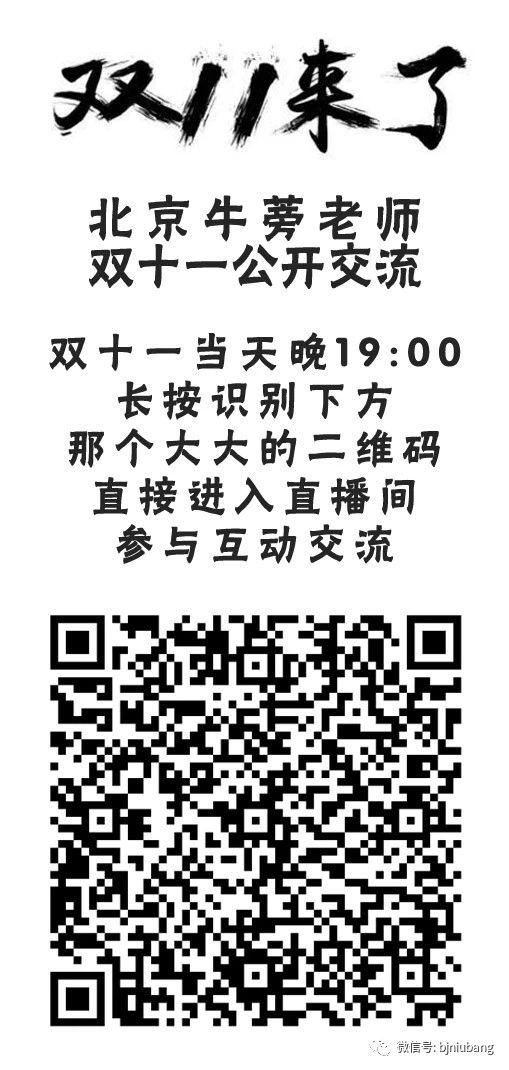 双11来了
北京牛蒡老师
双十一公开交流
双十一当天晚19:00
长按识别下方
那个大大的二维码
直接进入直播间
参与互动交流
微信号: bjniubang